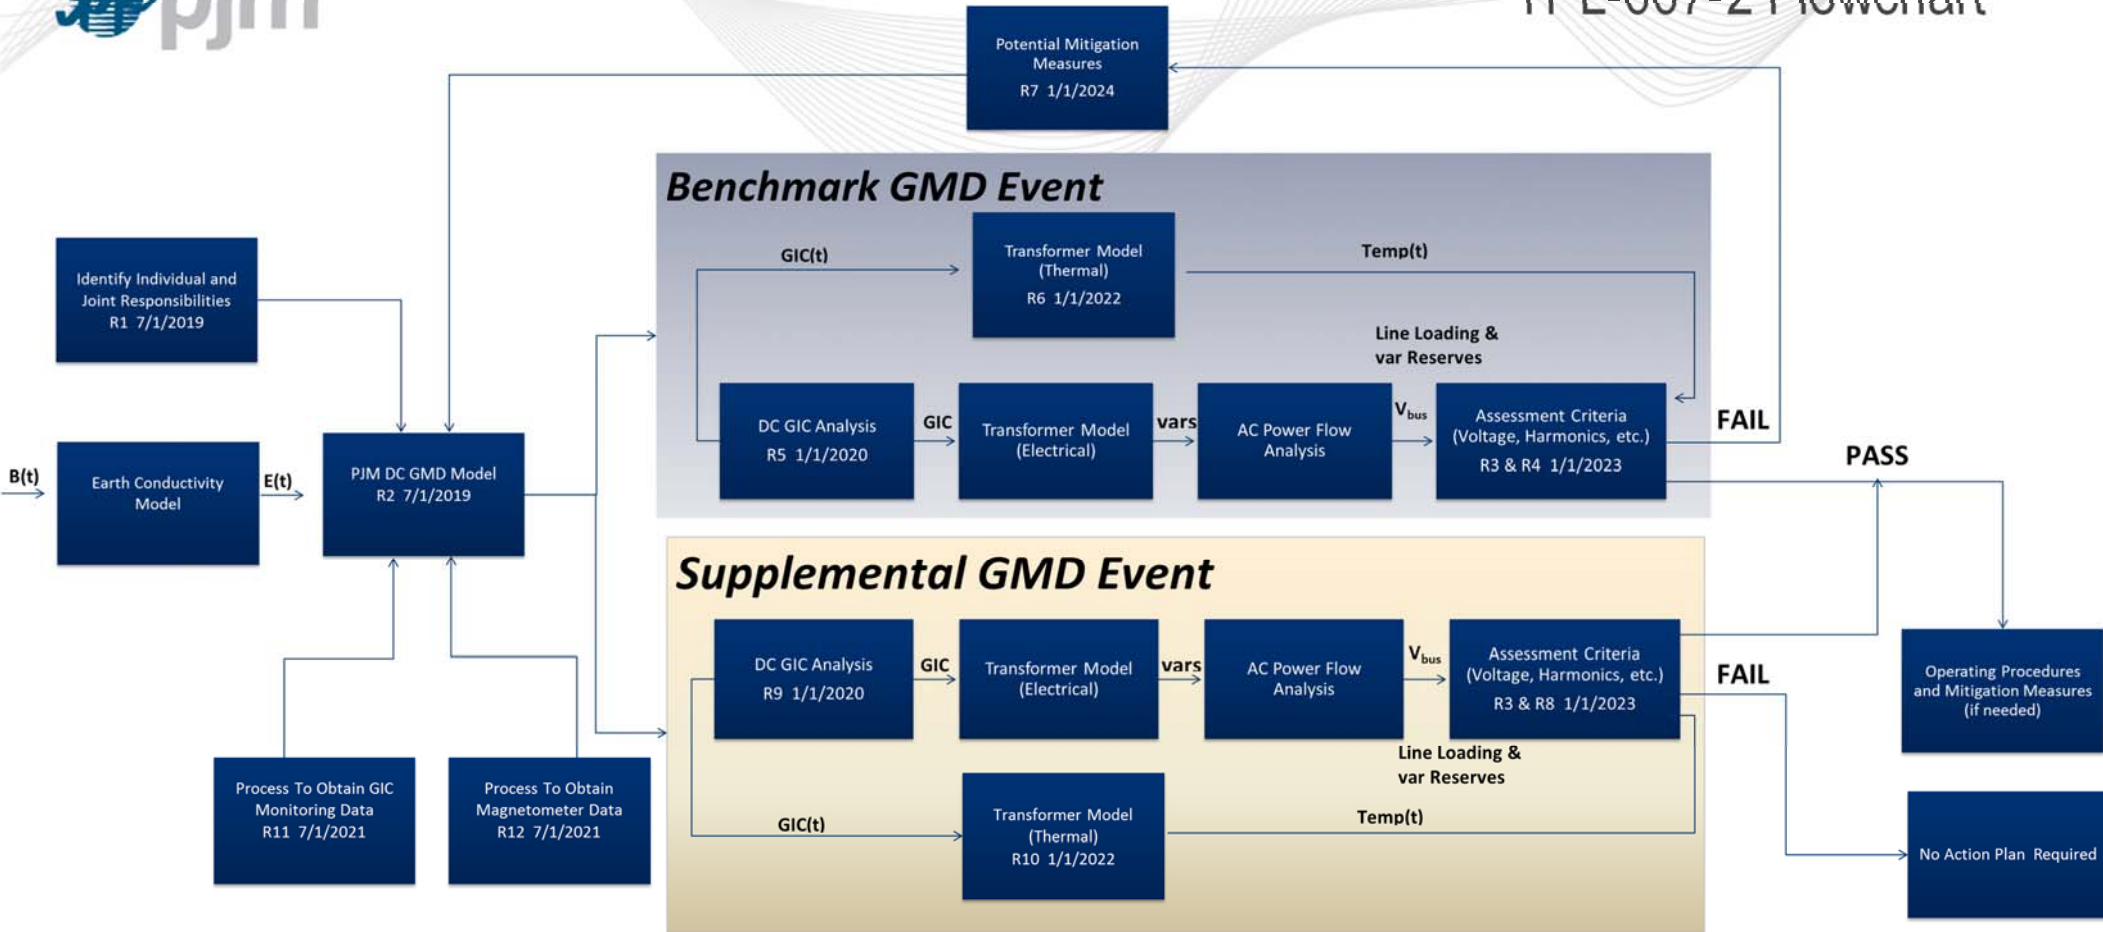 pjm
TPL-007-2 Flowchart
Potential Mitigation
Measures
R7 1/1/2024
Benchmark GMD Event
GIC(t)
Transformer Model
(Thermal)
R6 1/1/2022
Temp(t)
Identify Individual and
Joint Responsibilities
R1 7/1/2019
Line Loading &
var Reserves
DC GIC Analysis
R5 1/1/2020
GIC
Transformer Model
(Electrical)
vars
AC Power Flow
Analysis
Vbus
Assessment Criteria
(Voltage, Harmonics, etc.)
R3 & R4 1/1/2023
FAIL
PASS
B(t)
Earth Conductivity
Model
E(t)
PJM DC GMD Model
R2 7/1/2019
Supplemental GMD Event
DC GIC Analysis
R9 1/1/2020
GIC
Transformer Model
(Electrical)
vars
AC Power Flow
Analysis
Vbus
Assessment Criteria
(Voltage, Harmonics, etc.)
R3 & R8 1/1/2023
FAIL
Operating Procedures
and Mitigation Measures
(if needed)
Line Loading &
var Reserves
Process To Obtain GIC
Monitoring Data
R11 7/1/2021
Process To Obtain
Magnetometer Data
R12 7/1/2021
GIC(t)
Transformer Model
(Thermal)
R10 1/1/2022
Temp(t)
No Action Plan Required